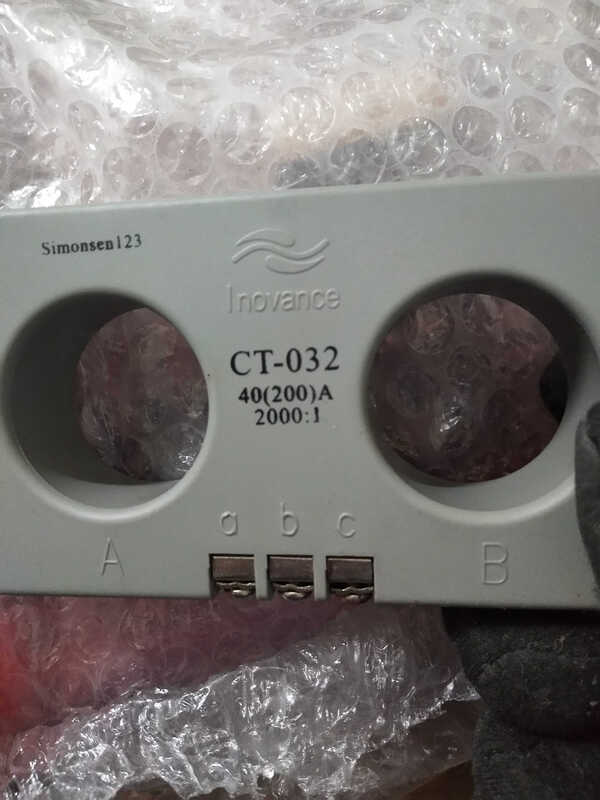 Simonsen123
Inovance
CT-032
40(200)A
2000:1
a b c
A B